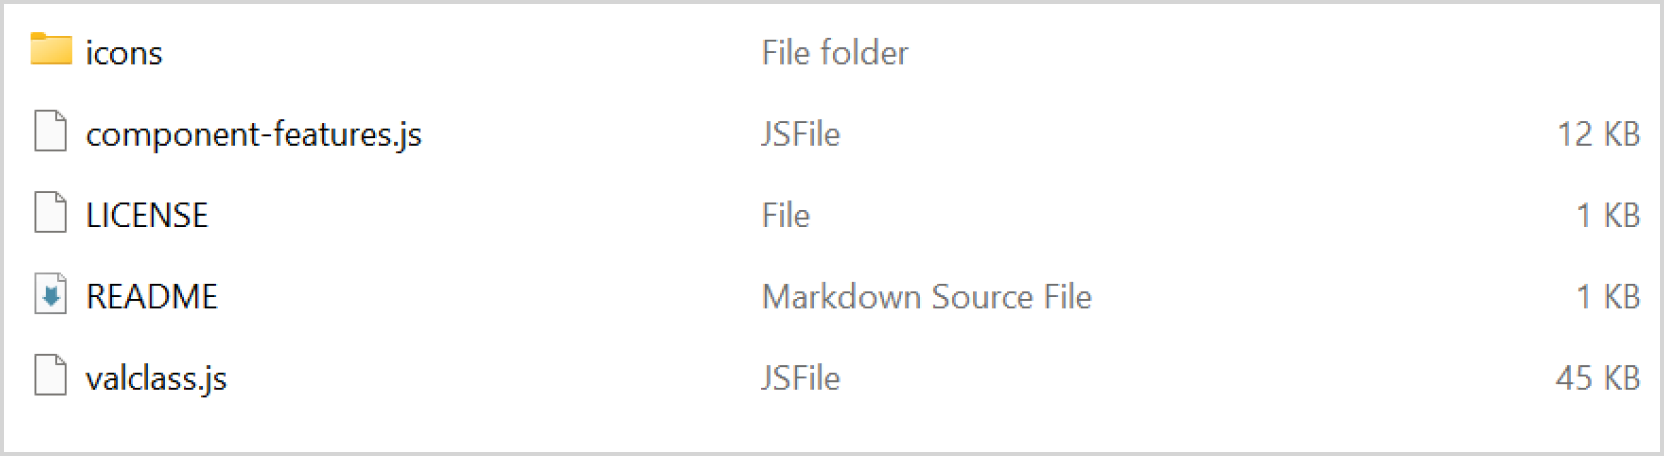 icons File folder
component-features.js JSFile 12 KB
LICENSE File 1 KB
README Markdown Source File 1 KB
valclass.js JSFile 45 KB